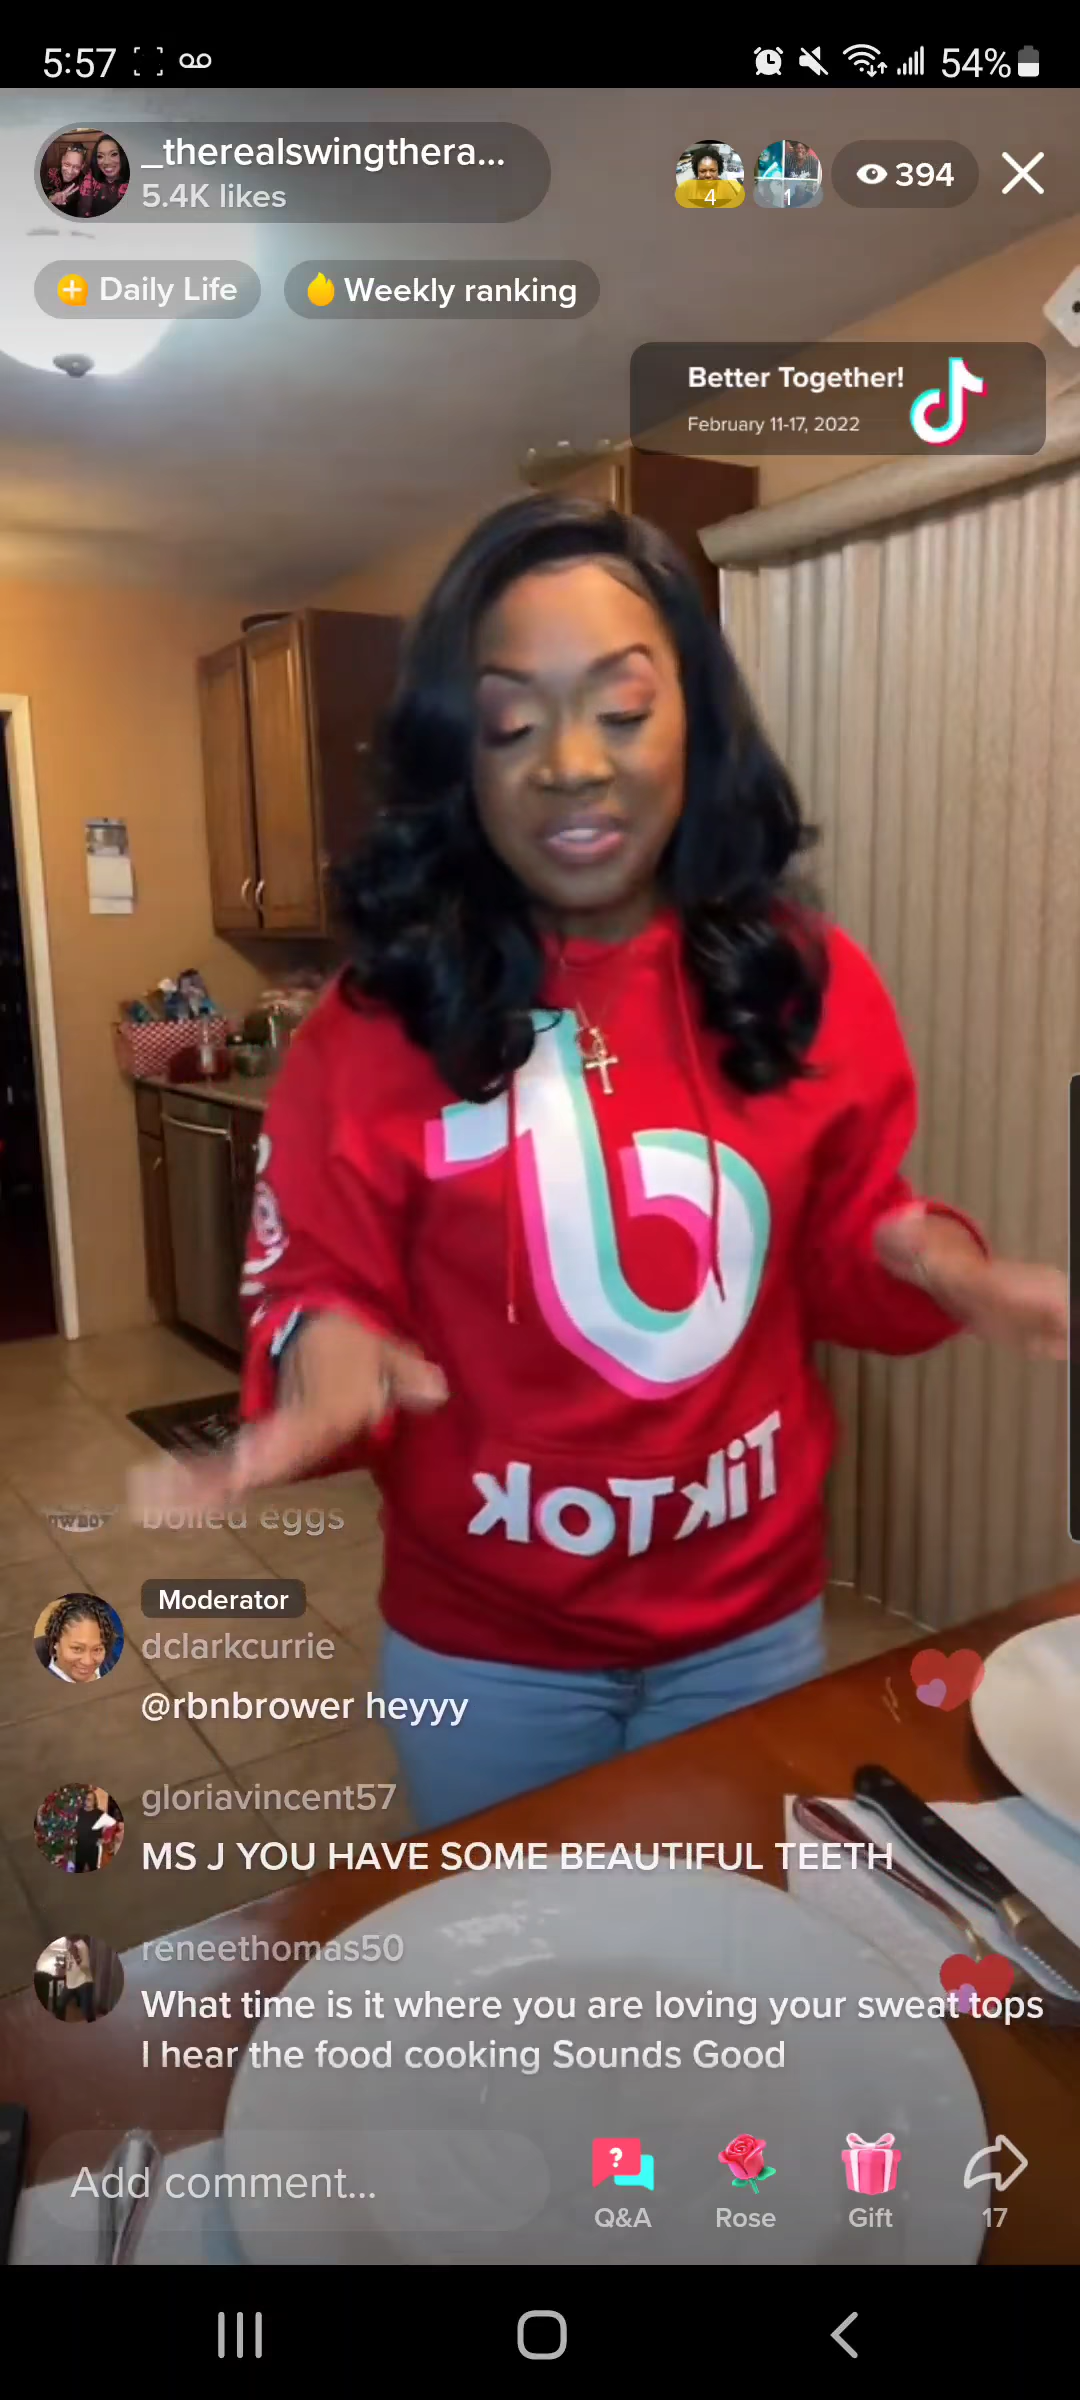 5:57
54%
_therealswingthera...
5.4K likes
4
1
394
Daily Life
Weekly ranking
Better Together!
February 11-17, 2022
TikTok
boiled eggs
Moderator
dclarkcurrie
@rbnbrower heyyy
gloriavincent57
MS J YOU HAVE SOME BEAUTIFUL TEETH
reneethomas50
What time is it where you are loving your sweat tops
I hear the food cooking Sounds Good
Add comment...
?
Q&A
Rose
Gift
17